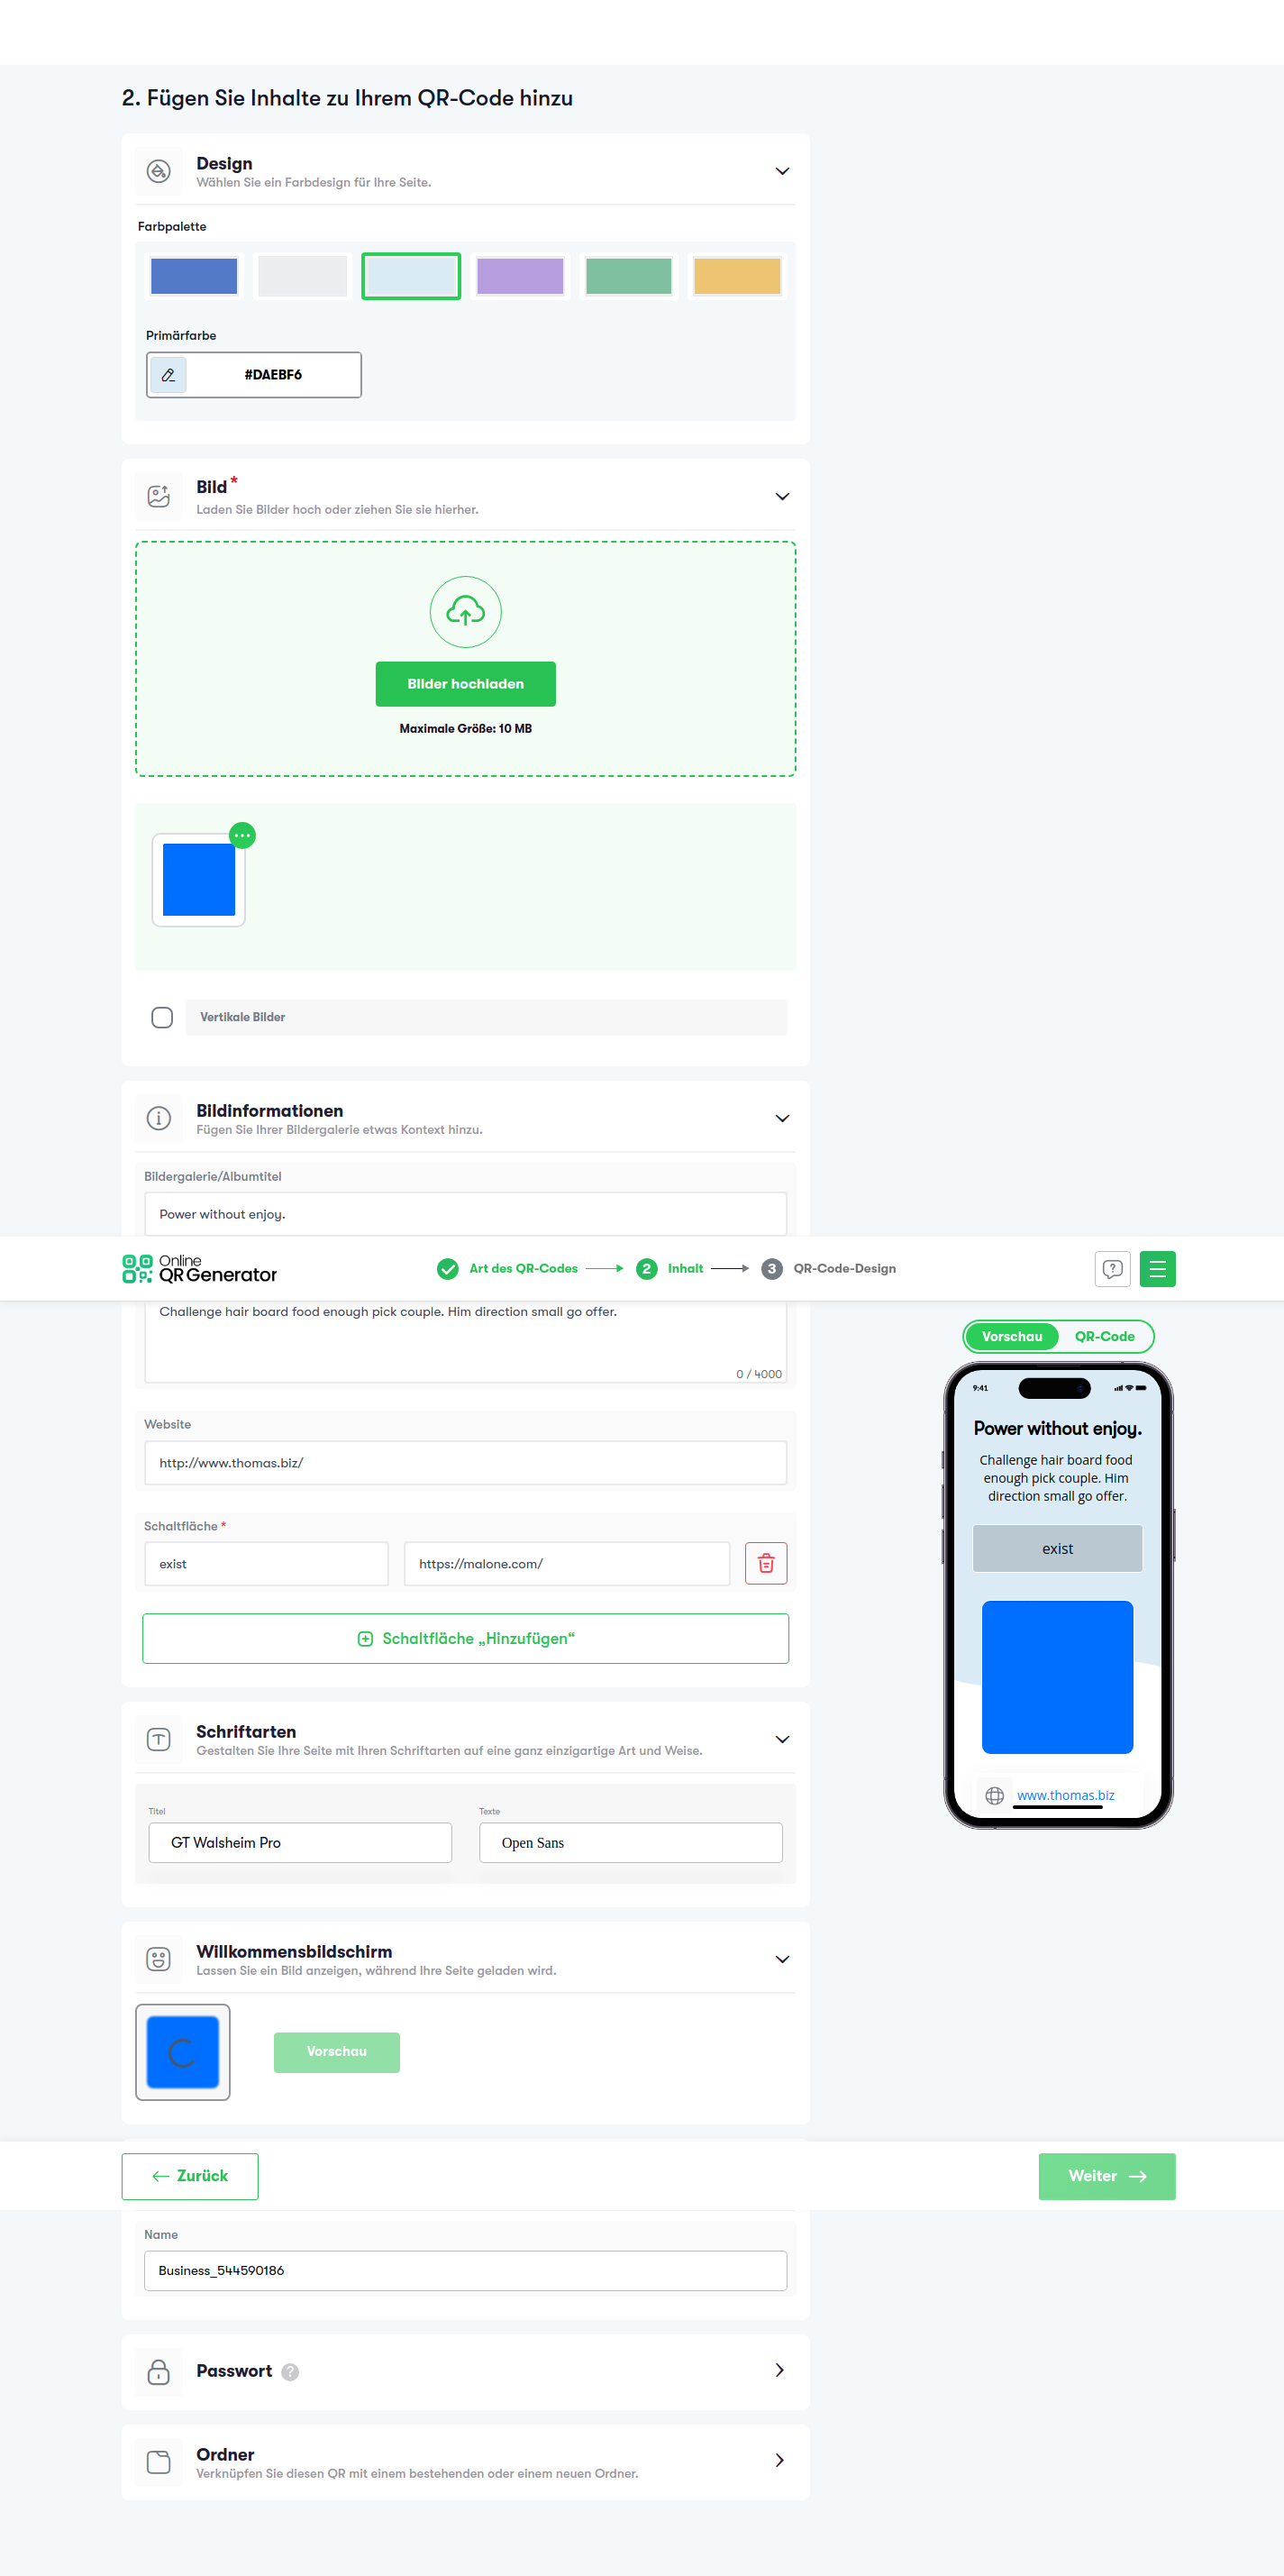 2. Fügen Sie Inhalte zu Ihrem QR-Code hinzu
Design
Wählen Sie ein Farbdesign für Ihre Seite.
Farbpalette
Primärfarbe
#DAEBF6
Bild *
Laden Sie Bilder hoch oder ziehen Sie sie hierher.
Bilder hochladen
Maximale Größe: 10 MB
Vertikale Bilder
Bildinformationen
Fügen Sie Ihrer Bildergalerie etwas Kontext hinzu.
Bildergalerie/Albumtitel
Power without enjoy.
Online
QR Generator
Art des QR-Codes
2
Inhalt
3
QR-Code-Design
Challenge hair board food enough pick couple. Him direction small go offer.
0 / 4000
Website
http://www.thomas.biz/
Schaltfläche *
exist
https://malone.com/
Schaltfläche „Hinzufügen“
Vorschau
QR-Code
9:41
Power without enjoy.
Challenge hair board food
enough pick couple. Him
direction small go offer.
exist
www.thomas.biz
Schriftarten
Gestalten Sie Ihre Seite mit Ihren Schriftarten auf eine ganz einzigartige Art und Weise.
Titel
GT Walsheim Pro
Texte
Open Sans
Willkommensbildschirm
Lassen Sie ein Bild anzeigen, während Ihre Seite geladen wird.
Vorschau
Zurück
Weiter
Name
Business_544590186
Passwort ?
Ordner
Verknüpfen Sie diesen QR mit einem bestehenden oder einem neuen Ordner.